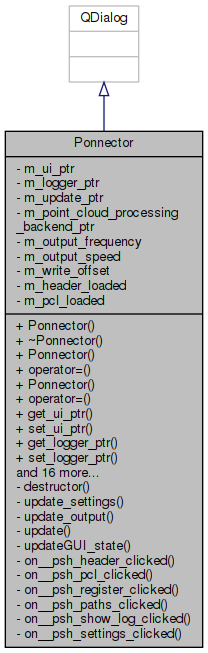 QDialog
Ponnector
- m_ui_ptr
- m_logger_ptr
- m_update_ptr
- m_point_cloud_processing
_backend_ptr
- m_output_frequency
- m_output_speed
- m_write_offset
- m_header_loaded
- m_pcl_loaded
+ Ponnector()
+ ~Ponnector()
+ Ponnector()
+ operator=()
+ Ponnector()
+ operator=()
+ get_ui_ptr()
+ set_ui_ptr()
+ get_logger_ptr()
+ set_logger_ptr()
and 16 more...
- destructor()
- update_settings()
- update_output()
- update()
- updateGUI_state()
- on__psh_header_clicked()
- on__psh_pcl_clicked()
- on__psh_register_clicked()
- on__psh_paths_clicked()
- on__psh_show_log_clicked()
- on__psh_settings_clicked()